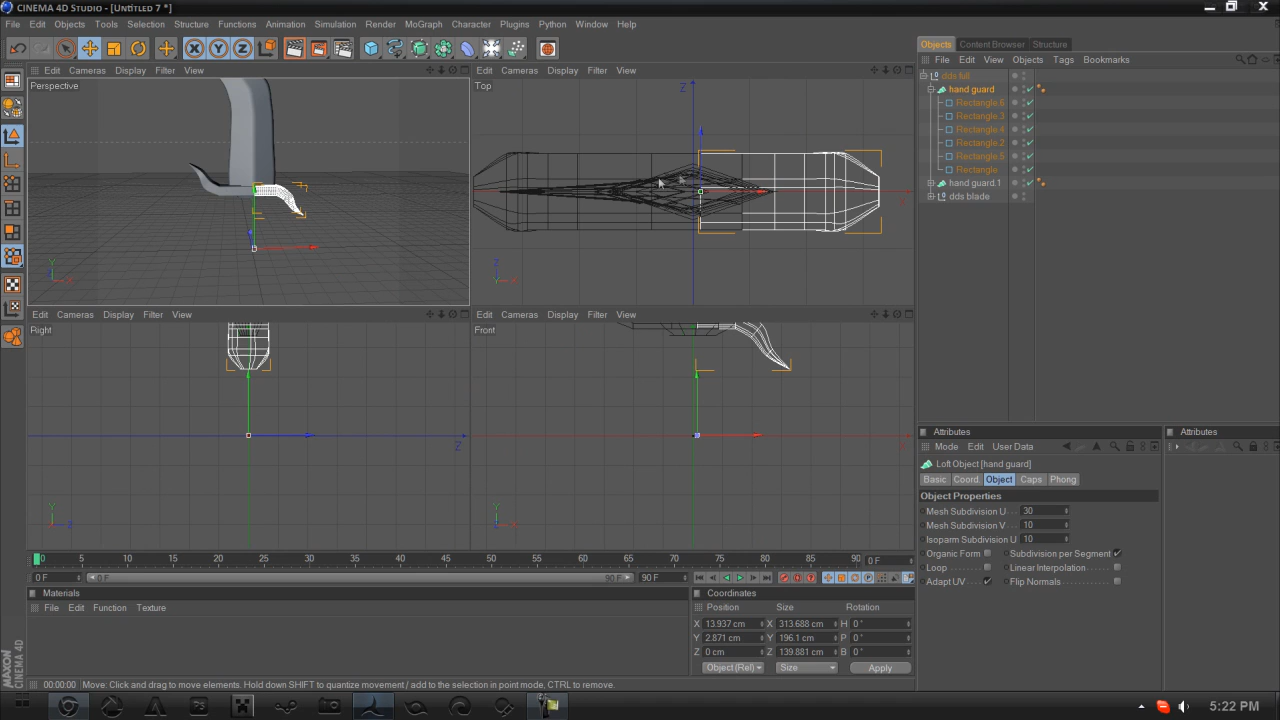 CINEMA 4D Studio - [Untitled 7 *]
File Edit Objects Tools Selection Structure Functions Animation Simulation Render MoGraph Character Plugins Python Window Help
Edit Cameras Display Filter View
Perspective
Edit Cameras Display Filter View
Top
Z
X
Z
Y X
Y
Z X
Edit Cameras Display Filter View
Right
Z
Y
X Z
Edit Cameras Display Filter View
Front
Y
Z X
0 5 10 15 20 25 30 35 40 45 50 55 60 65 70 75 80 85 90 0 F
0 F 0 F 90 F 90 F
Materials
File Edit Function Texture
Coordinates
Position Size Rotation
X 13.937 cm X 313.688 cm H 0 °
Y 2.871 cm Y 196.1 cm P 0 °
Z 0 cm Z 139.881 cm B 0 °
Object (Rel) Size Apply
Objects Content Browser Structure
File Edit View Objects Tags Bookmarks
dds full
hand guard
Rectangle.6
Rectangle.3
Rectangle.4
Rectangle.2
Rectangle.5
Rectangle
hand guard.1
dds blade
Attributes
Mode Edit User Data
Loft Object [hand guard]
Basic Coord. Object Caps Phong
Object Properties
Mesh Subdivision U . . . 30
Mesh Subdivision V . . . 10
Isoparm Subdivision U 10
Organic Form Subdivision per Segment
Loop Linear Interpolation
Adapt UV Flip Normals
Attributes
MAXON CINEMA 4D
00:00:00 Move: Click and drag to move elements. Hold down SHIFT to quantize movement / add to the selection in point mode, CTRL to remove.
5:22 PM